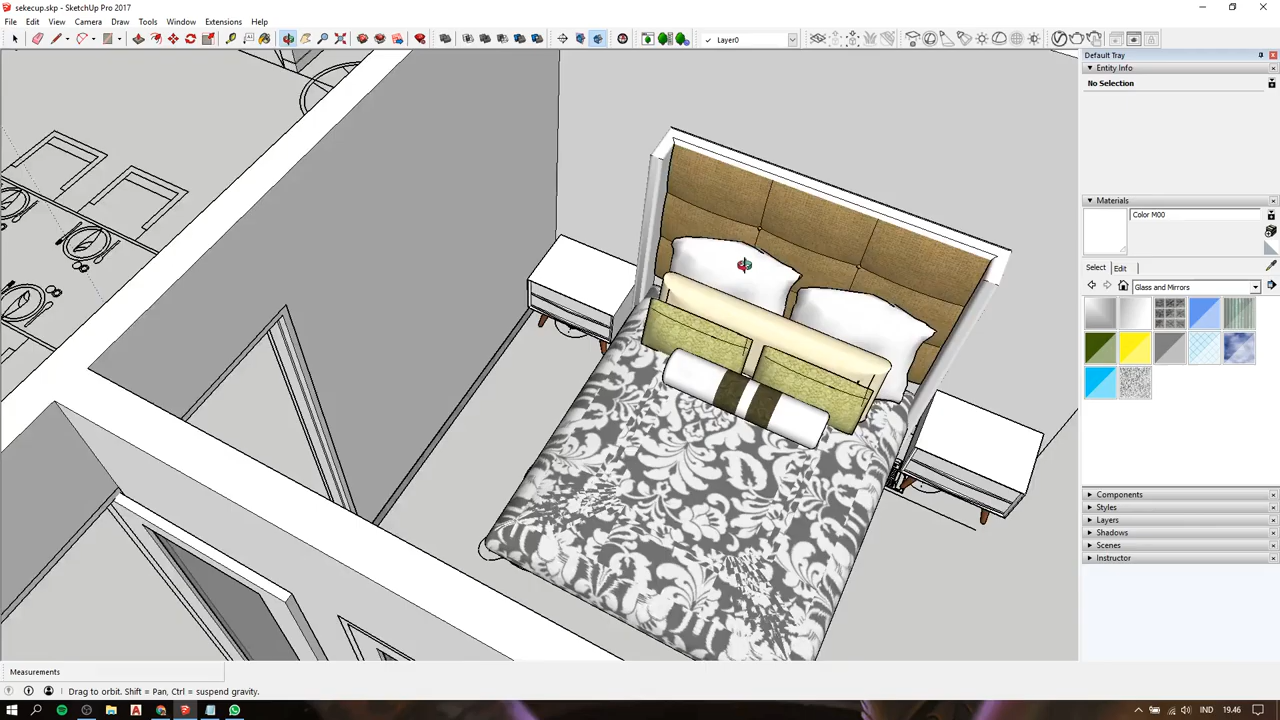 sekecup.skp - SketchUp Pro 2017
File Edit View Camera Draw Tools Window Extensions Help
Layer0
Default Tray
Entity Info
No Selection
Materials
Color M00
Select Edit
Glass and Mirrors
Components
Styles
Layers
Shadows
Scenes
Instructor
Measurements
Drag to orbit. Shift = Pan, Ctrl = suspend gravity.
IND 19.46